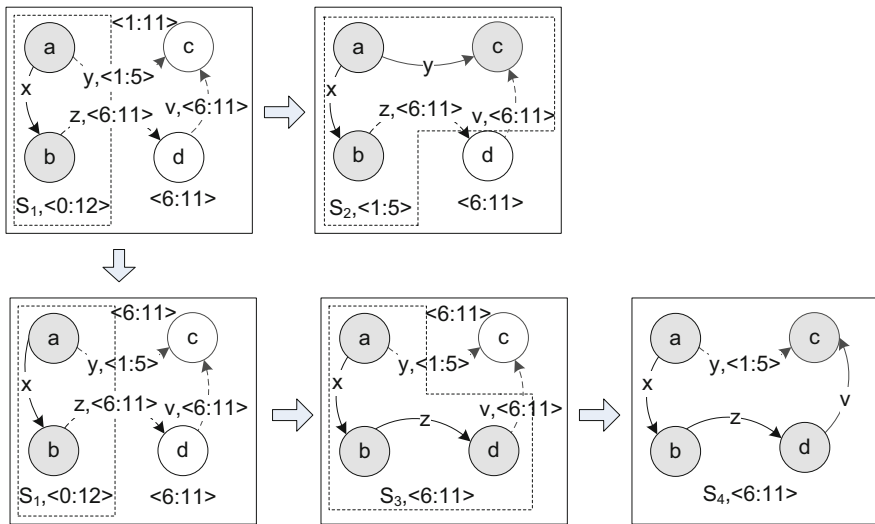 a
<1:11>
c
y,<1:5>
x
z,<6:11>
v,<6:11>
b
d
S1,<0:12>
<6:11>
a
c
y
x
z,<6:11>
v,<6:11>
b
d
S2,<1:5>
<6:11>
a
<6:11>
c
y,<1:5>
x
z,<6:11>
v,<6:11>
b
d
S1,<0:12>
<6:11>
a
<6:11>
c
y,<1:5>
x
z
v,<6:11>
b
d
S3,<6:11>
a
c
y,<1:5>
x
z
v
b
d
S4,<6:11>